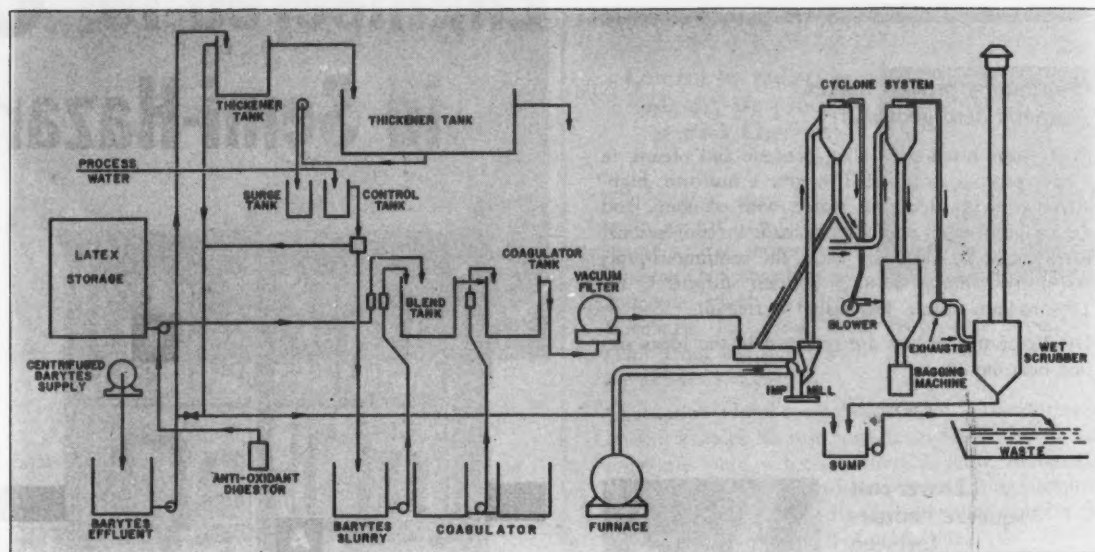 THICKENER
TANK
THICKENER TANK
CYCLONE SYSTEM
PROCESS
WATER
SURGE
TANK
CONTROL
TANK
LATEX
STORAGE
COAGULATOR
TANK
VACUUM
FILTER
BLEND
TANK
BLOWER
EXHAUSTER
WET
SCRUBBER
CENTRIFUGED
BARYTES
SUPPLY
BAGGING
MACHINE
IMP MILL
ANTI-OXIDANT
DIGESTOR
SUMP
WASTE
BARYTES
EFFLUENT
BARYTES
SLURRY
COAGULATOR
FURNACE